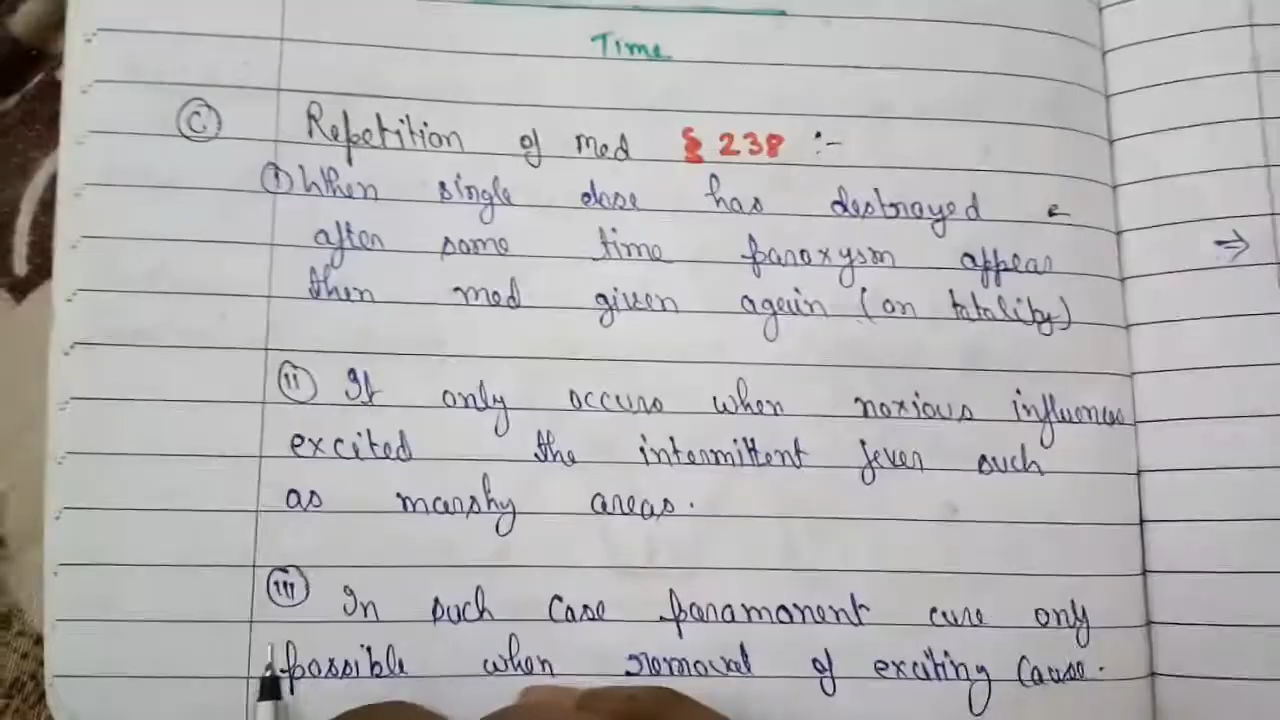 Time
Ⓒ Repetition of med § 238 :-
ⓘ When single dose has destroyed &
after some time paroxysm appear
then med given again (on totality)
ⓘⓘ It only occurs when noxious influences
excited the intermittent fever such
as marshy areas.
ⓘⓘⓘ In such case paramanent cure only
possible when removal of exciting cause.
⇒